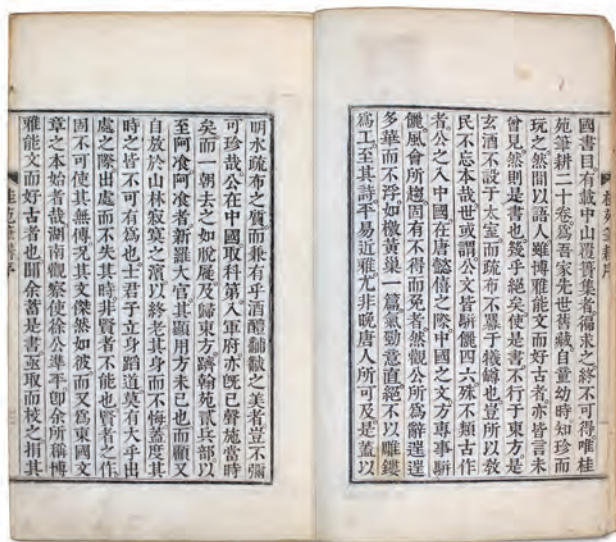 國書目有載中山覆簣集者徧求之終不可得唯桂
苑筆耕二十卷爲吾家先世舊藏自童幼時知珍而
玩之然間以語人雖博雅能文而好古者亦皆言未
曾見然則是書也幾乎絕矣使是書不行于東方是
玄酒不設于太室而疏布不羃于犧罇也豈所以敎
民不忘本哉世或謂公文皆騈儷四六殊不類古作
者公之入中國在唐懿僖之際中國之文方專事騈
儷風會所趨固有不得而免者然觀公所爲辭逞逞
多華而不浮如檄黃巢一篇氣勁意直絕不以雕鏤
爲工至其詩平易近雅尤非晚唐人所可及是蓋以
明水疏布之質而兼有乎酒醴黼黻之美者豈不彌
可珍哉公在中國取科第入軍府亦旣已聲施當時
矣而一朝去之如脫屣及歸東方躋翰苑貳兵部以
至阿飡阿飡者新羅大官其顯用方未已也而顧又
自放於山林寂寞之濱以終老其身而不悔蓋度其
時之皆不可有爲也士君子立身蹈道莫有大乎出
處之際出處而不失其時非賢者不能也賢者之作
固不可使其無傳況其文傑然如彼而又爲東國文
章之本始者哉湖南觀察使徐公準平卽余所稱博
雅能文而好古者也聞余蓄是書亟取而校之捐其